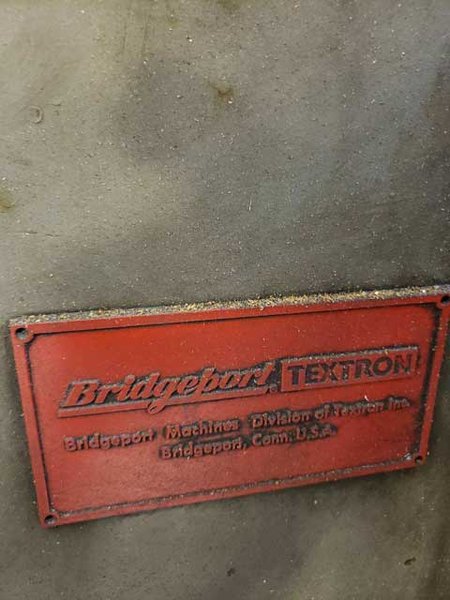 Bridgeport® TEXTRON
Bridgeport Machines Division of Textron Inc.
Bridgeport, Conn. U.S.A.